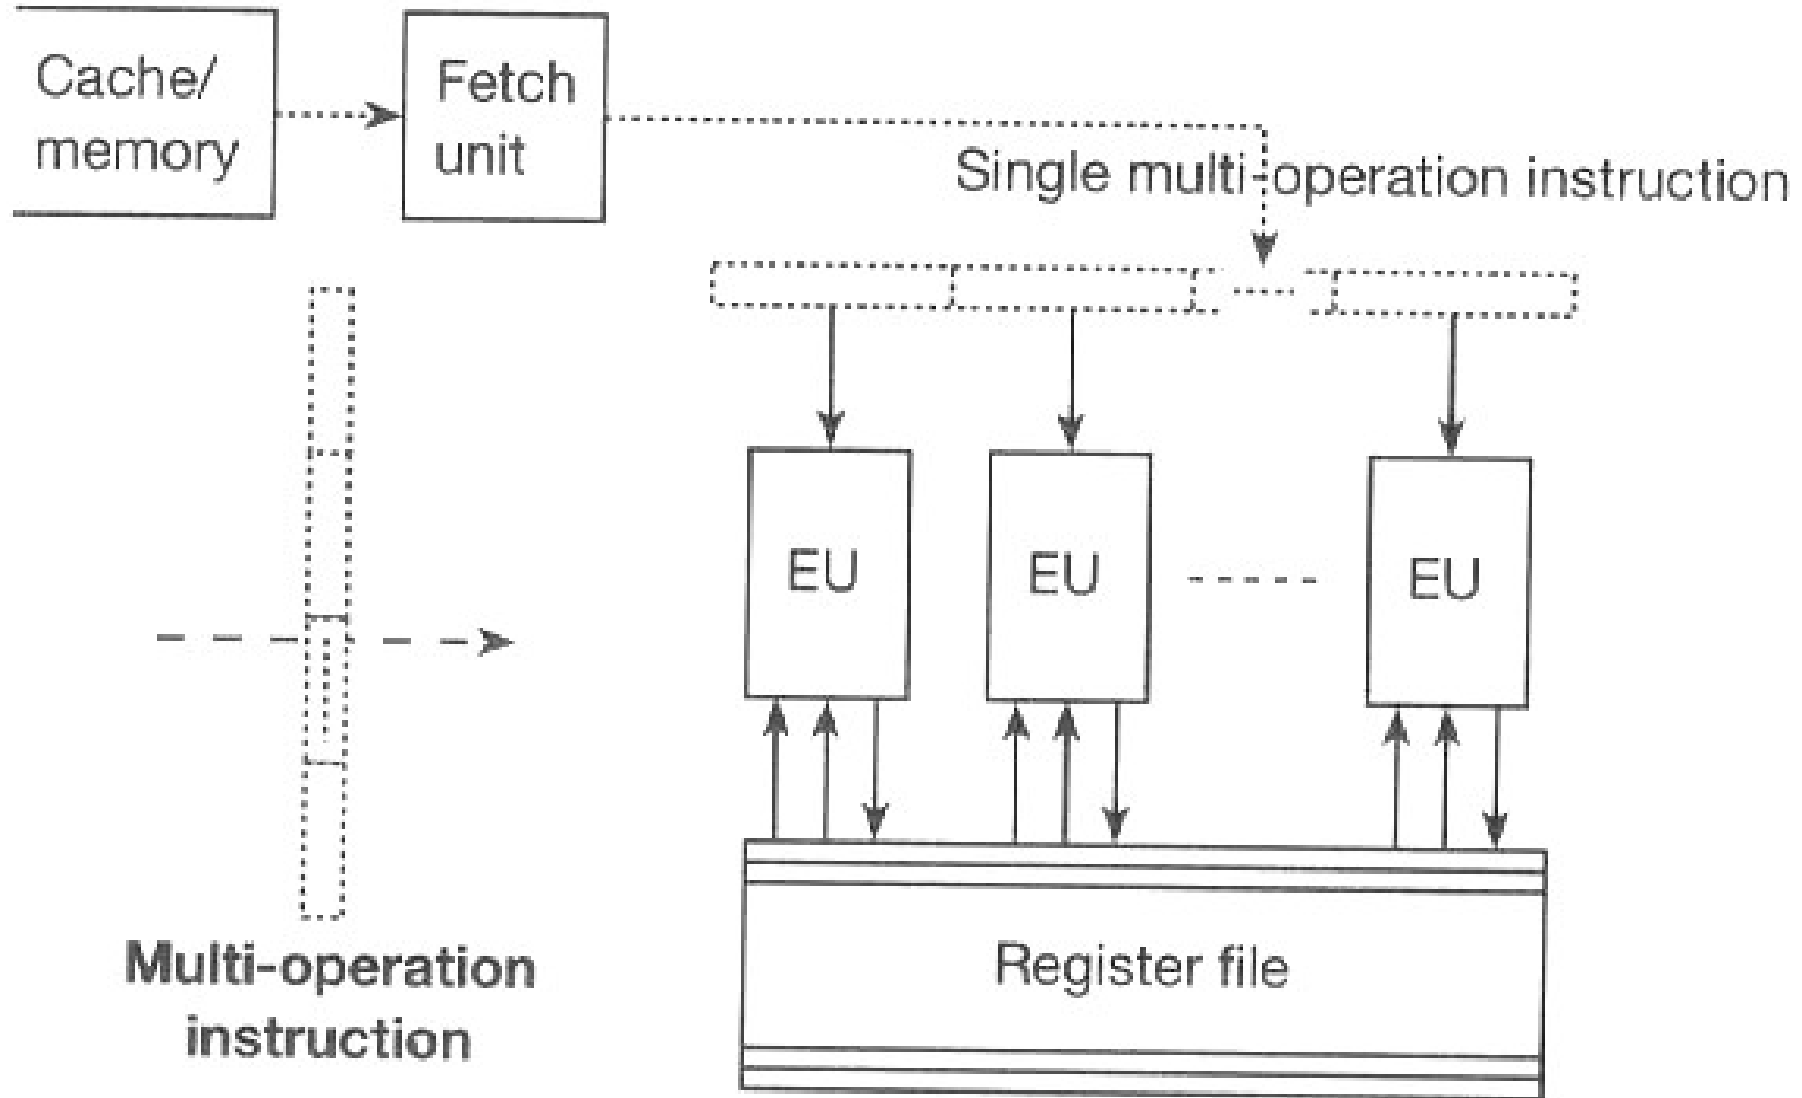 Cache/
memory
Fetch
unit
Single multi-operation instruction
EU
EU
EU
Multi-operation
instruction
Register file